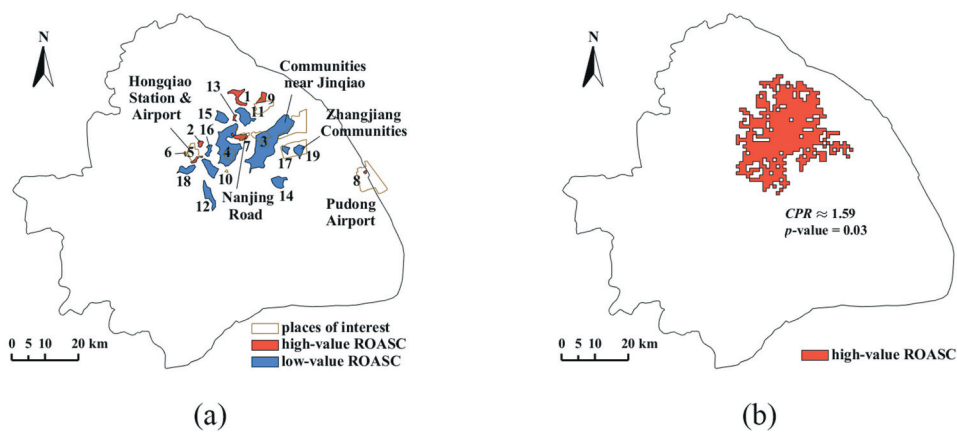 N
Hongqiao
Station &
Airport
Communities
near Jinqiao
Zhangjiang
Communities
13
1
9
11
15
2
16
6
5
4
7
3
17
19
18
10
8
12
14
Nanjing
Road
Pudong
Airport
places of interest
high-value ROASC
low-value ROASC
0 5 10 20 km
(a)
N
CPR ≈ 1.59
p-value = 0.03
0 5 10 20 km
high-value ROASC
(b)